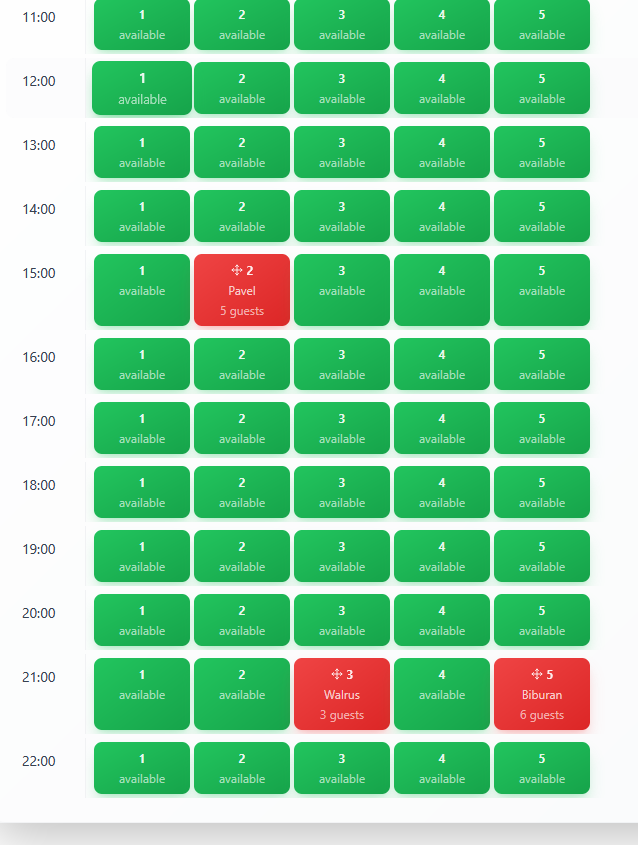 11:00 1 2 3 4 5
available available available available available
12:00 1 2 3 4 5
available available available available available
13:00 1 2 3 4 5
available available available available available
14:00 1 2 3 4 5
available available available available available
15:00 1 2 3 4 5
available Pavel available available available
5 guests
16:00 1 2 3 4 5
available available available available available
17:00 1 2 3 4 5
available available available available available
18:00 1 2 3 4 5
available available available available available
19:00 1 2 3 4 5
available available available available available
20:00 1 2 3 4 5
available available available available available
21:00 1 2 3 4 5
available available Walrus available Biburan
3 guests 6 guests
22:00 1 2 3 4 5
available available available available available